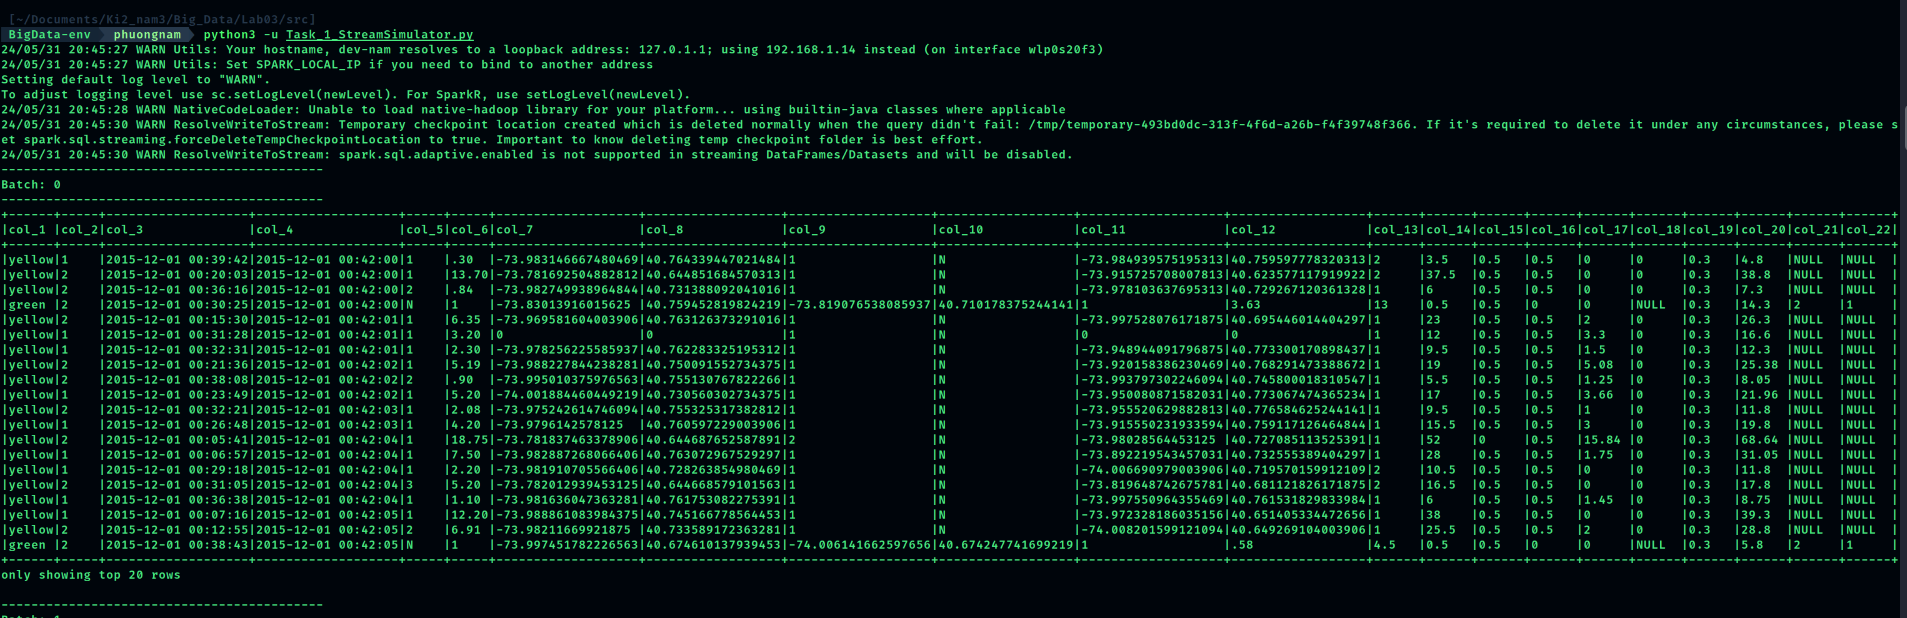 [~/Documents/Ki2_nam3/Big_Data/Lab03/src]
BigData-env phuongnam python3 -u Task_1_StreamSimulator.py
24/05/31 20:45:27 WARN Utils: Your hostname, dev-nam resolves to a loopback address: 127.0.1.1; using 192.168.1.14 instead (on interface wlp0s20f3)
24/05/31 20:45:27 WARN Utils: Set SPARK_LOCAL_IP if you need to bind to another address
Setting default log level to "WARN".
To adjust logging level use sc.setLogLevel(newLevel). For SparkR, use setLogLevel(newLevel).
24/05/31 20:45:28 WARN NativeCodeLoader: Unable to load native-hadoop library for your platform... using builtin-java classes where applicable
24/05/31 20:45:30 WARN ResolveWriteToStream: Temporary checkpoint location created which is deleted normally when the query didn't fail: /tmp/temporary-493bd0dc-313f-4f6d-a26b-f4f39748f366. If it's required to delete it under any circumstances, please s
et spark.sql.streaming.forceDeleteTempCheckpointLocation to true. Important to know deleting temp checkpoint folder is best effort.
24/05/31 20:45:30 WARN ResolveWriteToStream: spark.sql.adaptive.enabled is not supported in streaming DataFrames/Datasets and will be disabled.
-------------------------------------------
Batch: 0
-------------------------------------------
+------+-----+-------------------+-------------------+-----+-----+-------------------+------------------+-------------------+------------------+-------------------+------------------+------+------+------+------+------+------+------+------+------+------+
|col_1 |col_2|col_3 |col_4 |col_5|col_6|col_7 |col_8 |col_9 |col_10 |col_11 |col_12 |col_13|col_14|col_15|col_16|col_17|col_18|col_19|col_20|col_21|col_22|
+------+-----+-------------------+-------------------+-----+-----+-------------------+------------------+-------------------+------------------+-------------------+------------------+------+------+------+------+------+------+------+------+------+------+
|yellow|1 |2015-12-01 00:39:42|2015-12-01 00:42:00|1 |.30 |-73.983146667480469|40.764339447021484|1 |N |-73.984939575195313|40.759597778320313|2 |3.5 |0.5 |0.5 |0 |0 |0.3 |4.8 |NULL |NULL |
|yellow|2 |2015-12-01 00:20:03|2015-12-01 00:42:00|1 |13.70|-73.781692504882812|40.644851684570313|1 |N |-73.915725708007813|40.623577117919922|2 |37.5 |0.5 |0.5 |0 |0 |0.3 |38.8 |NULL |NULL |
|yellow|2 |2015-12-01 00:36:16|2015-12-01 00:42:00|2 |.84 |-73.982749938964844|40.731388092041016|1 |N |-73.978103637695313|40.729267120361328|1 |6 |0.5 |0.5 |0 |0 |0.3 |7.3 |NULL |NULL |
|green |2 |2015-12-01 00:30:25|2015-12-01 00:42:00|N |1 |-73.83013916015625 |40.759452819824219|-73.819076538085937|40.710178375244141|1 |3.63 |13 |0.5 |0.5 |0 |0 |NULL |0.3 |14.3 |2 |1 |
|yellow|2 |2015-12-01 00:15:30|2015-12-01 00:42:01|1 |6.35 |-73.969581604003906|40.763126373291016|1 |N |-73.997528076171875|40.695446014404297|1 |23 |0.5 |0.5 |2 |0 |0.3 |26.3 |NULL |NULL |
|yellow|1 |2015-12-01 00:31:28|2015-12-01 00:42:01|1 |3.20 |0 |0 |1 |N |0 |0 |1 |12 |0.5 |0.5 |3.3 |0 |0.3 |16.6 |NULL |NULL |
|yellow|1 |2015-12-01 00:32:31|2015-12-01 00:42:01|1 |2.30 |-73.978256225585937|40.762283325195312|1 |N |-73.948944091796875|40.773300170898437|1 |9.5 |0.5 |0.5 |1.5 |0 |0.3 |12.3 |NULL |NULL |
|yellow|2 |2015-12-01 00:21:36|2015-12-01 00:42:02|1 |5.19 |-73.988227844238281|40.750091552734375|1 |N |-73.920158386230469|40.768291473388672|1 |19 |0.5 |0.5 |5.08 |0 |0.3 |25.38 |NULL |NULL |
|yellow|2 |2015-12-01 00:38:08|2015-12-01 00:42:02|2 |.90 |-73.995010375976563|40.755130767822266|1 |N |-73.993797302246094|40.745800018310547|1 |5.5 |0.5 |0.5 |1.25 |0 |0.3 |8.05 |NULL |NULL |
|yellow|1 |2015-12-01 00:23:49|2015-12-01 00:42:02|1 |5.20 |-74.001884460449219|40.730560302734375|1 |N |-73.950080871582031|40.773067474365234|1 |17 |0.5 |0.5 |3.66 |0 |0.3 |21.96 |NULL |NULL |
|yellow|2 |2015-12-01 00:32:21|2015-12-01 00:42:03|1 |2.08 |-73.975242614746094|40.755325317382812|1 |N |-73.955520629882813|40.776584625244141|1 |9.5 |0.5 |0.5 |1 |0 |0.3 |11.8 |NULL |NULL |
|yellow|1 |2015-12-01 00:26:48|2015-12-01 00:42:03|1 |4.20 |-73.9796142578125 |40.760597229003906|1 |N |-73.915550231933594|40.759117126464844|1 |15.5 |0.5 |0.5 |3 |0 |0.3 |19.8 |NULL |NULL |
|yellow|2 |2015-12-01 00:05:41|2015-12-01 00:42:04|1 |18.75|-73.781837463378906|40.644687652587891|2 |N |-73.98028564453125 |40.727085113525391|1 |52 |0 |0.5 |15.84 |0 |0.3 |68.64 |NULL |NULL |
|yellow|1 |2015-12-01 00:06:57|2015-12-01 00:42:04|1 |7.50 |-73.982887268066406|40.763072967529297|1 |N |-73.892219543457031|40.732555389404297|1 |28 |0.5 |0.5 |1.75 |0 |0.3 |31.05 |NULL |NULL |
|yellow|1 |2015-12-01 00:29:18|2015-12-01 00:42:04|1 |2.20 |-73.981910705566406|40.728263854980469|1 |N |-74.006690979003906|40.719570159912109|2 |10.5 |0.5 |0.5 |0 |0 |0.3 |11.8 |NULL |NULL |
|yellow|2 |2015-12-01 00:31:05|2015-12-01 00:42:04|3 |5.20 |-73.782012939453125|40.644668579101563|1 |N |-73.819648742675781|40.681121826171875|2 |16.5 |0.5 |0.5 |0 |0 |0.3 |17.8 |NULL |NULL |
|yellow|1 |2015-12-01 00:36:38|2015-12-01 00:42:04|1 |1.10 |-73.981636047363281|40.761753082275391|1 |N |-73.997550964355469|40.761531829833984|1 |6 |0.5 |0.5 |1.45 |0 |0.3 |8.75 |NULL |NULL |
|yellow|1 |2015-12-01 00:07:16|2015-12-01 00:42:05|1 |12.20|-73.988861083984375|40.745166778564453|1 |N |-73.972328186035156|40.651405334472656|1 |38 |0.5 |0.5 |0 |0 |0.3 |39.3 |NULL |NULL |
|yellow|2 |2015-12-01 00:12:55|2015-12-01 00:42:05|2 |6.91 |-73.98211669921875 |40.733589172363281|1 |N |-74.008201599121094|40.649269104003906|1 |25.5 |0.5 |0.5 |2 |0 |0.3 |28.8 |NULL |NULL |
|green |2 |2015-12-01 00:38:43|2015-12-01 00:42:05|N |1 |-73.997451782226563|40.674610137939453|-74.006141662597656|40.674247741699219|1 |.58 |4.5 |0.5 |0.5 |0 |0 |NULL |0.3 |5.8 |2 |1 |
+------+-----+-------------------+-------------------+-----+-----+-------------------+------------------+-------------------+------------------+-------------------+------------------+------+------+------+------+------+------+------+------+------+------+
only showing top 20 rows
-------------------------------------------